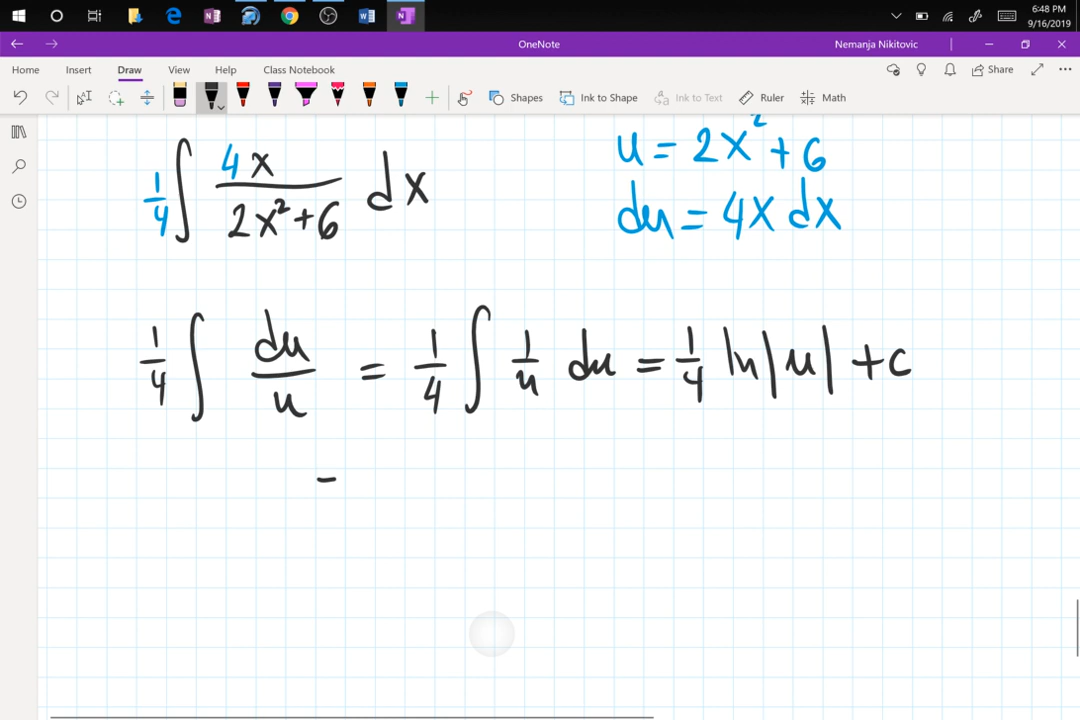 6:48 PM
9/16/2019
OneNote
Nemanja Nikitovic
Home Insert Draw View Help Class Notebook
Share
Shapes Ink to Shape Ink to Text Ruler Math
1/4 ∫ 4x/(2x²+6) dx
u = 2x² + 6
du = 4x dx
1/4 ∫ du/u = 1/4 ∫ 1/u du = 1/4 ln|u| + c
-